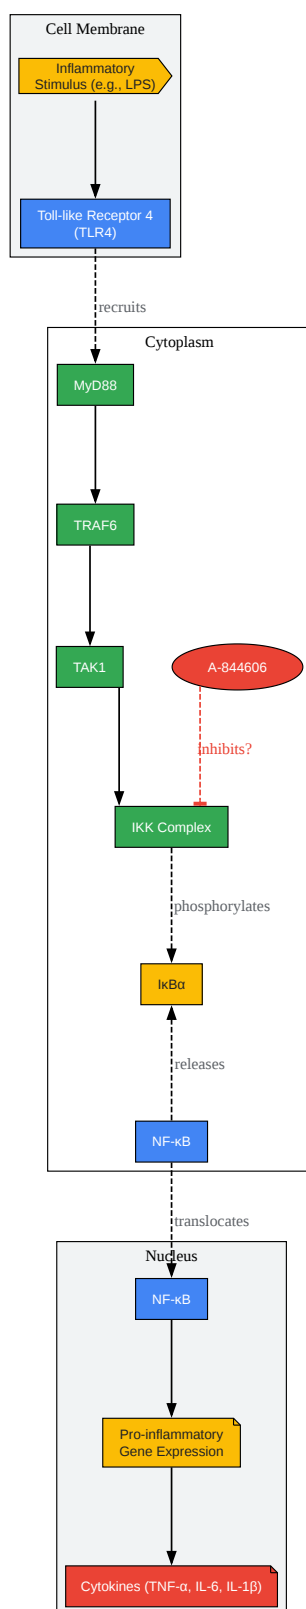 Cell Membrane
Inflammatory
Stimulus (e.g., LPS)
Toll-like Receptor 4
(TLR4)
recruits
Cytoplasm
MyD88
TRAF6
TAK1
A-844606
inhibits?
IKK Complex
phosphorylates
IκBα
releases
NF-κB
translocates
Nucleus
NF-κB
Pro-inflammatory
Gene Expression
Cytokines (TNF-α, IL-6, IL-1β)